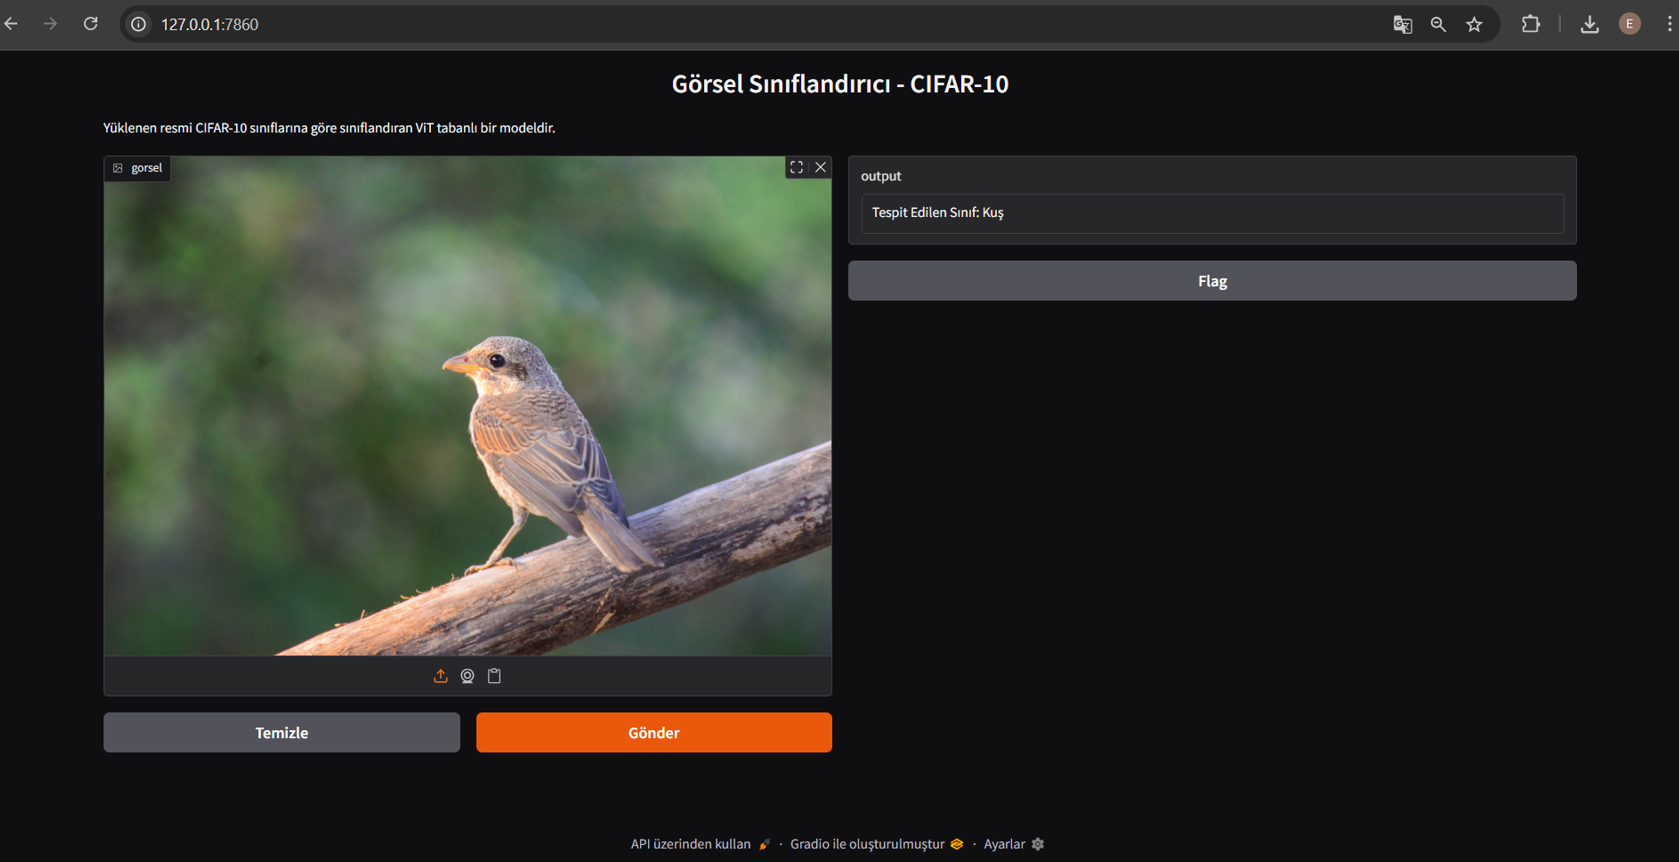 127.0.0.1:7860
E
Görsel Sınıflandırıcı - CIFAR-10
Yüklenen resmi CIFAR-10 sınıflarına göre sınıflandıran ViT tabanlı bir modeldir.
gorsel
output
Tespit Edilen Sınıf: Kuş
Flag
Temizle
Gönder
API üzerinden kullan · Gradio ile oluşturulmuştur · Ayarlar